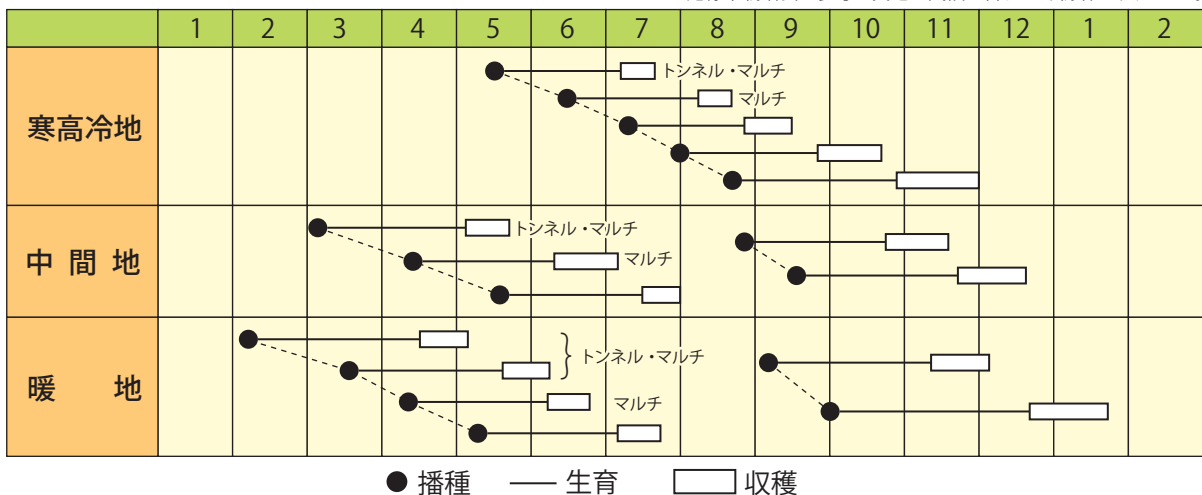 1 2 3 4 5 6 7 8 9 10 11 12 1 2
寒高冷地
トンネル・マルチ
マルチ
中間地
トンネル・マルチ
マルチ
暖 地
トンネル・マルチ
マルチ
播種 生育 収穫